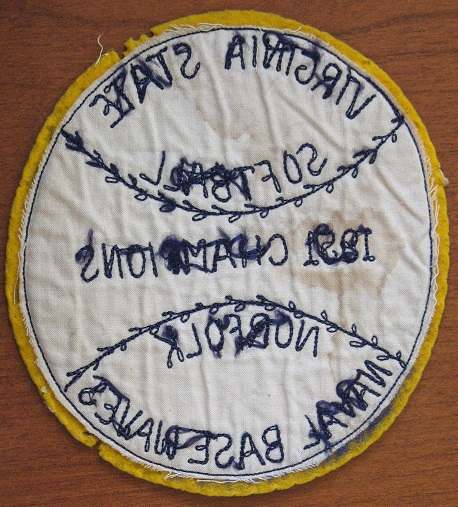 VIRGINIA STATE
SOFTBALL
CHAMPIONS
NORFOLK
NAVAL BASE WAVES